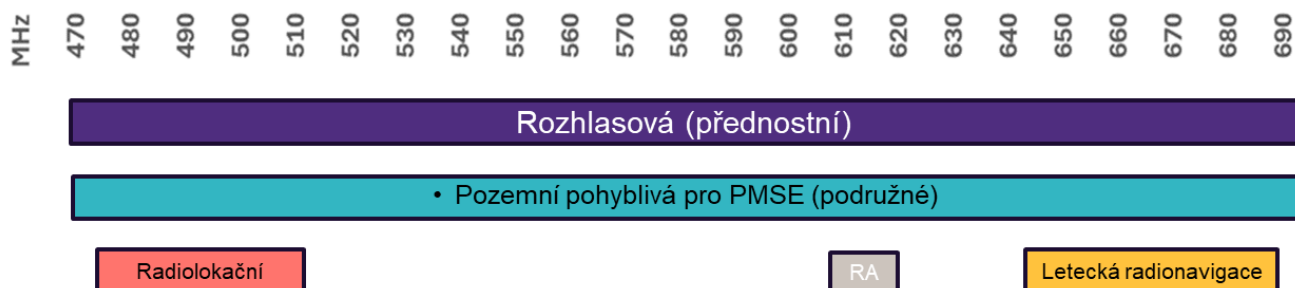 MHz 470 480 490 500 510 520 530 540 550 560 570 580 590 600 610 620 630 640 650 660 670 680 690
Rozhlasová (přednostní)
• Pozemní pohyblivá pro PMSE (podružné)
Radiolokační RA Letecká radionavigace